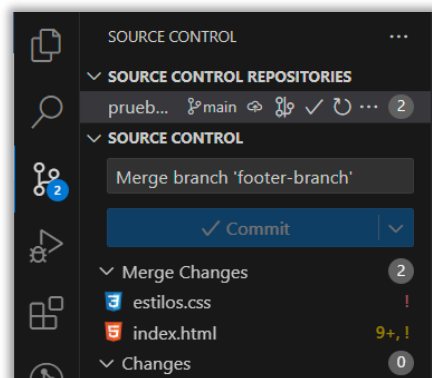 SOURCE CONTROL ...
SOURCE CONTROL REPOSITORIES
prueb... main ... 2
SOURCE CONTROL
2
Merge branch 'footer-branch'
Commit
Merge Changes 2
estilos.css !
index.html 9+, !
Changes 0